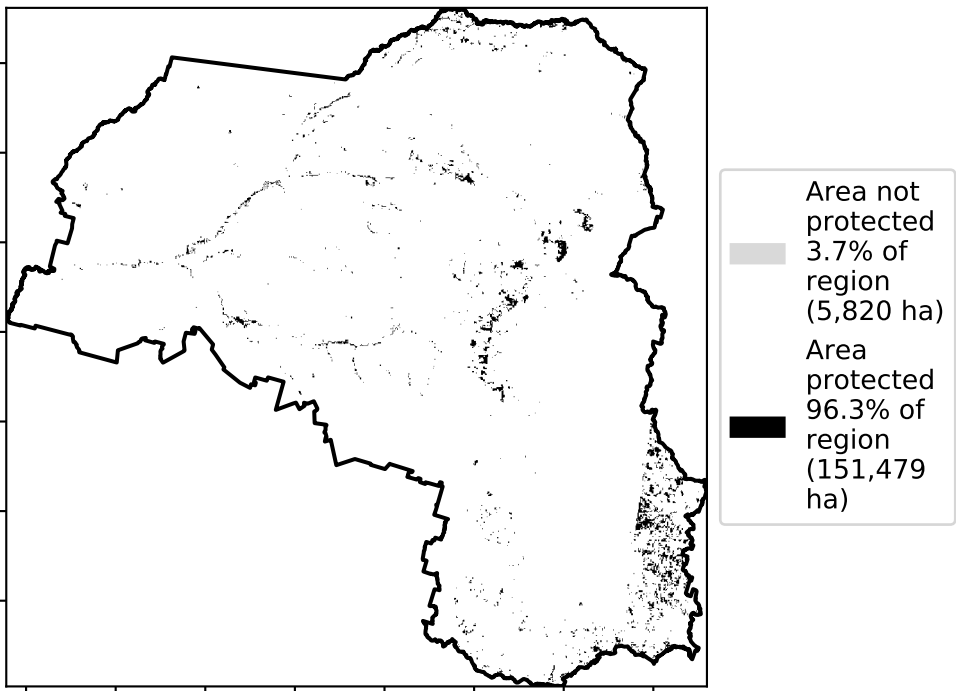 Area not
protected
3.7% of
region
(5,820 ha)
Area
protected
96.3% of
region
(151,479
ha)